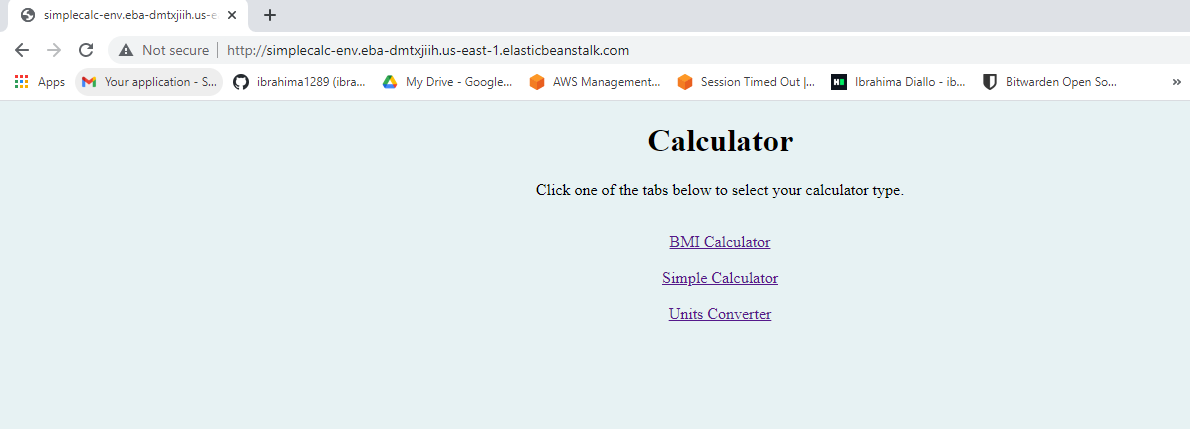 simplecalc-env.eba-dmtxjiih.us-e
Not secure | http://simplecalc-env.eba-dmtxjiih.us-east-1.elasticbeanstalk.com
Apps Your application - S... ibrahima1289 (ibra... My Drive - Google... AWS Management... Session Timed Out |... H Ibrahima Diallo - ib... Bitwarden Open So... »
Calculator
Click one of the tabs below to select your calculator type.
BMI Calculator
Simple Calculator
Units Converter